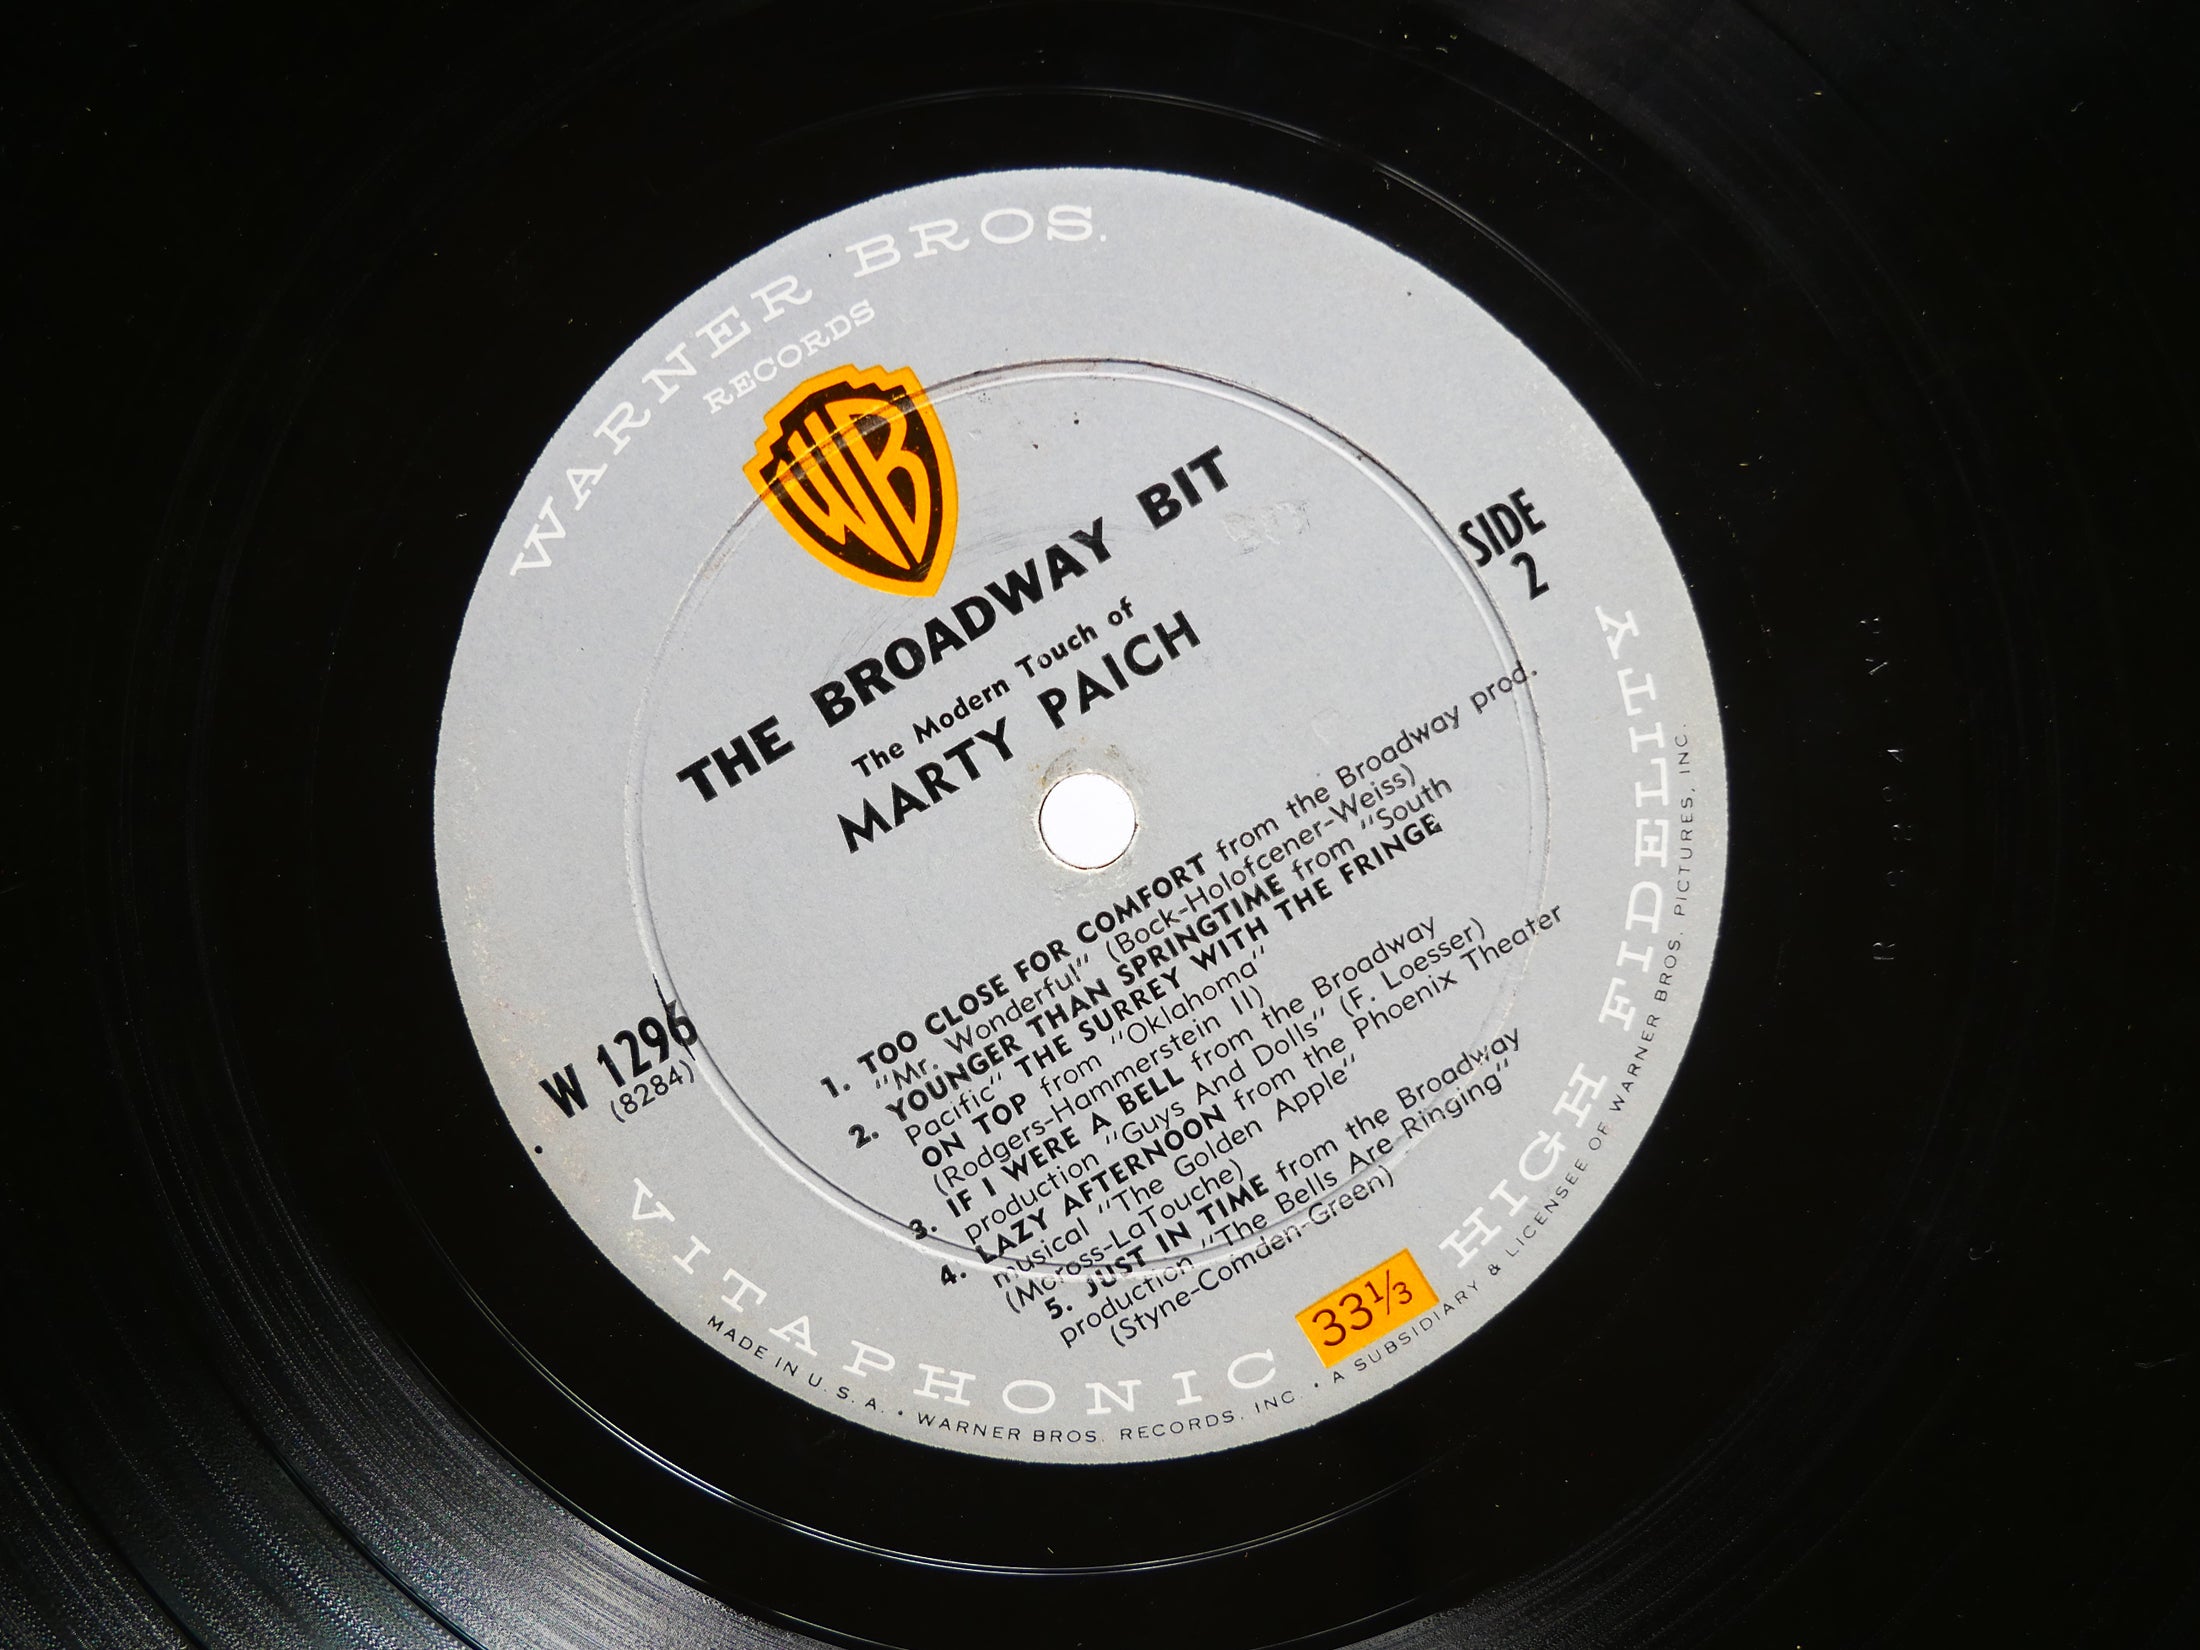 WARNER BROS.
RECORDS
WB
THE BROADWAY BIT
The Modern Touch of
MARTY PAICH
SIDE
2
W 1296
(8284)
1. TOO CLOSE FOR COMFORT from the Broadway prod.
"Mr. Wonderful" (Bock-Holofcener-Weiss)
2. YOUNGER THAN SPRINGTIME from "South
Pacific" THE SURREY WITH THE FRINGE
ON TOP from "Oklahoma"
(Rodgers-Hammerstein II)
3. IF I WERE A BELL from the Broadway
production "Guys And Dolls" (F. Loesser)
4. LAZY AFTERNOON from the Phoenix Theater
musical "The Golden Apple"
(Moross-LaTouche)
5. JUST IN TIME from the Broadway
production "The Bells Are Ringing"
(Styne-Comden-Green)
33 1/3
VITAPHONIC HIGH FIDELITY
MADE IN U.S.A. • WARNER BROS. RECORDS, INC. • A SUBSIDIARY & LICENSEE OF WARNER BROS. PICTURES, INC.